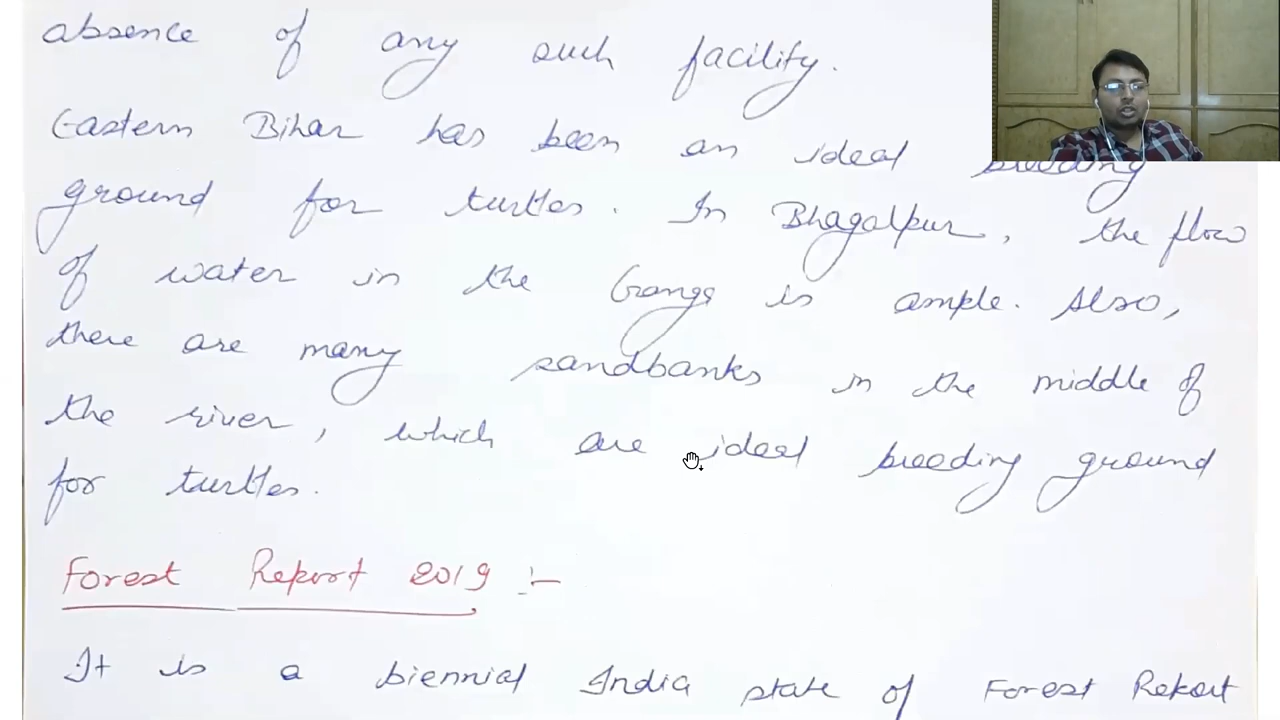 absence of any such facility.
Eastern Bihar has been an ideal breeding
ground for turtles. In Bhagalpur, the flow
of water in the Ganga is ample. Also,
there are many sandbanks in the middle of
the river, which are ideal breeding ground
for turtles.
Forest Report 2019 :-
It is a biennial India state of Forest Report